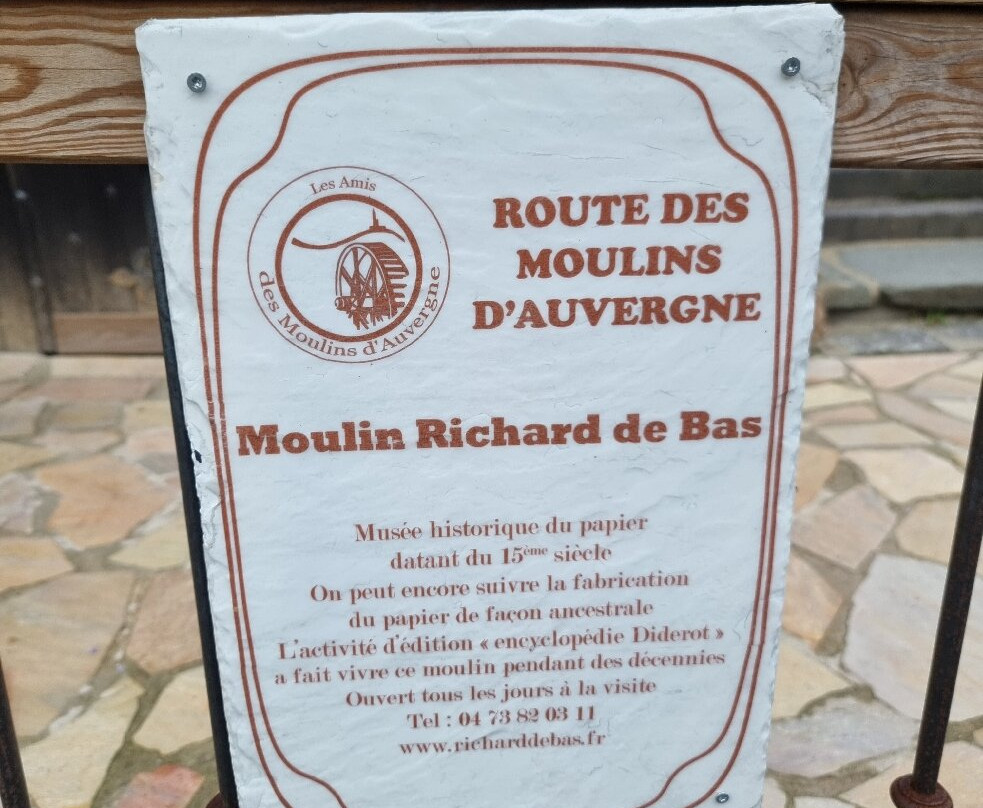 Les Amis
des Moulins d'Auvergne
ROUTE DES
MOULINS
D'AUVERGNE
Moulin Richard de Bas
Musée historique du papier
datant du 15ème siècle
On peut encore suivre la fabrication
du papier de façon ancestrale
L'activité d'édition « encyclopédie Diderot »
a fait vivre ce moulin pendant des décennies
Ouvert tous les jours à la visite
Tel : 04 73 82 03 11
www.richarddebas.fr